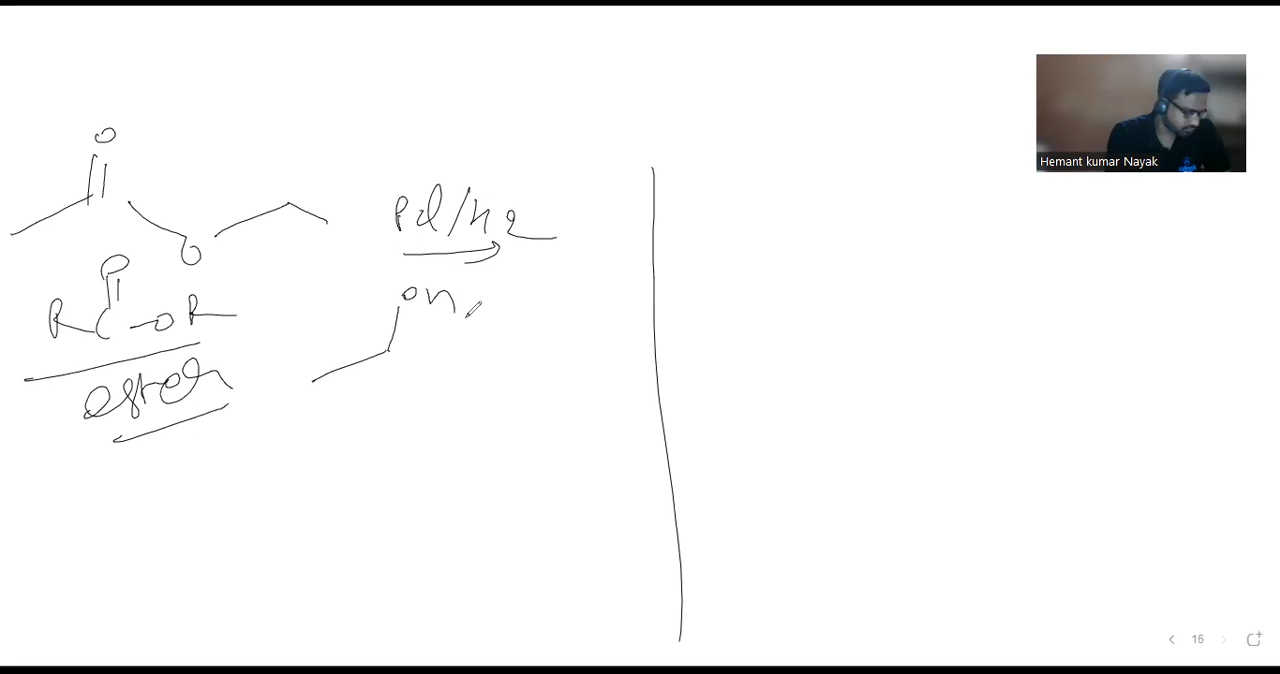 O
O
Pd/H2
O
R C-OR
ester
OH
Hemant kumar Nayak
16